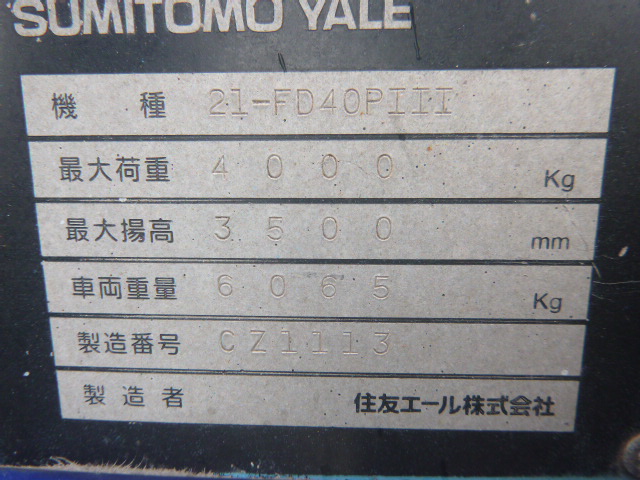 SUMITOMO YALE
機種 21-FD40PIII
最大荷重 4000 Kg
最大揚高 3500 mm
車両重量 6065 Kg
製造番号 CZ1113
製造者 住友エール株式会社